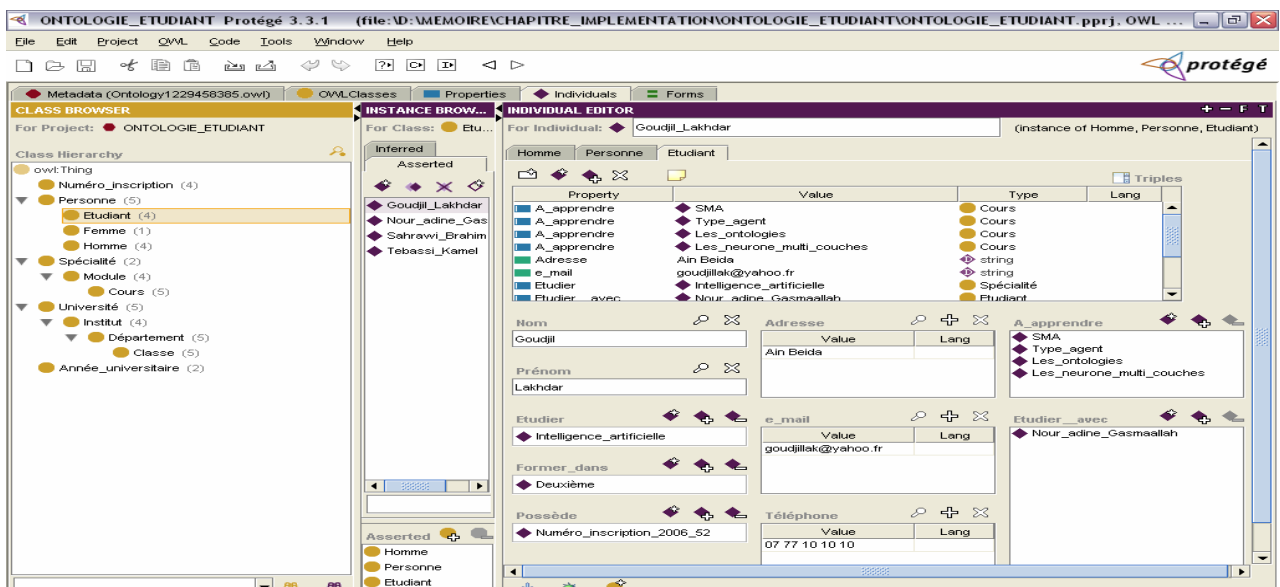 ONTOLOGIE_ETUDIANT Protégé 3.3.1 (file:\D:\MEMOIRE\CHAPITRE_IMPLEMENTATION\ONTOLOGIE_ETUDIANT\ONTOLOGIE_ETUDIANT.pprj, OWL ...
File Edit Project OWL Code Tools Window Help
protégé
Metadata (Ontology1229458385.owl) OWLClasses Properties Individuals Forms
CLASS BROWSER
For Project: ONTOLOGIE_ETUDIANT
Class Hierarchy
owl:Thing
Numéro_inscription (4)
Personne (5)
Etudiant (4)
Femme (1)
Homme (4)
Spécialité (2)
Module (4)
Cours (5)
Université (5)
Institut (4)
Département (5)
Classe (5)
Année_universitaire (2)
INSTANCE BROW...
For Class: Etu...
Inferred
Asserted
Goudjil_Lakhdar
Nour_adine_Gas
Sahrawi_Brahim
Tebassi_Kamel
Asserted
Homme
Personne
Etudiant
INDIVIDUAL EDITOR + − F T
For Individual: Goudjil_Lakhdar (instance of Homme, Personne, Etudiant)
Homme Personne Etudiant
Triples
Property Value Type Lang
A_apprendre SMA Cours
A_apprendre Type_agent Cours
A_apprendre Les_ontologies Cours
A_apprendre Les_neurone_multi_couches Cours
Adresse Ain Beida string
e_mail goudjillak@yahoo.fr string
Etudier Intelligence_artificielle Spécialité
Etudier__avec Nour_adine_Gasmaallah Etudiant
Nom
Goudjil
Prénom
Lakhdar
Etudier
Intelligence_artificielle
Former_dans
Deuxième
Possède
Numéro_inscription_2006_52
Adresse
Value Lang
Ain Beida
e_mail
Value Lang
goudjillak@yahoo.fr
Téléphone
Value Lang
07 77 10 10 10
A_apprendre
SMA
Type_agent
Les_ontologies
Les_neurone_multi_couches
Etudier__avec
Nour_adine_Gasmaallah